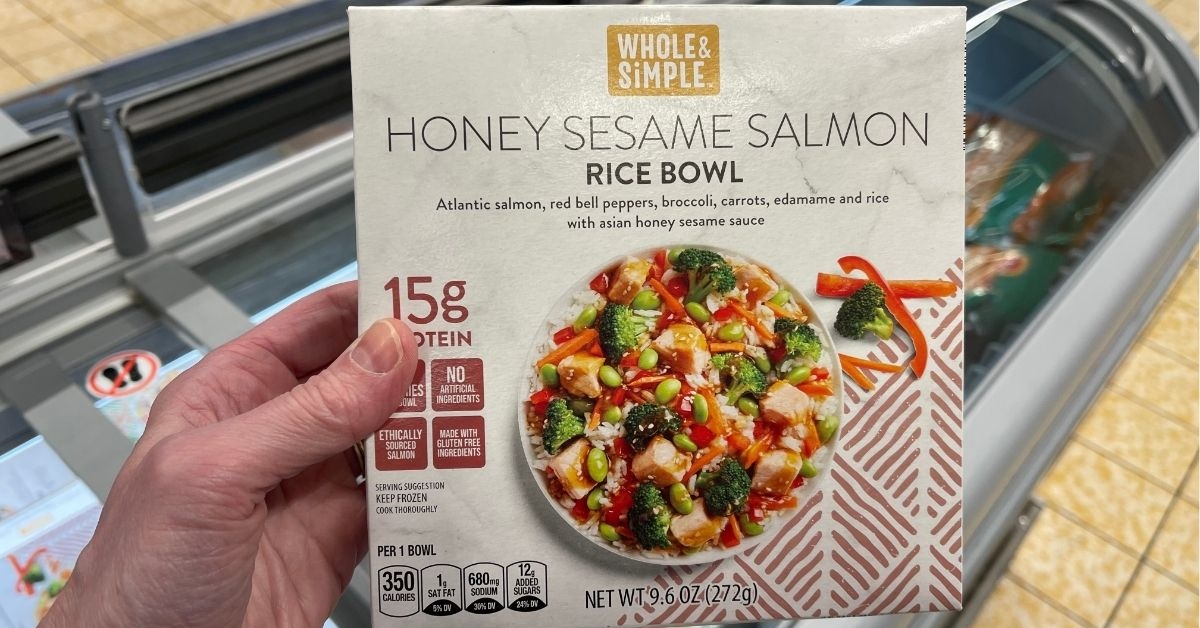 WHOLE &
SiMPLE™
HONEY SESAME SALMON
RICE BOWL
Atlantic salmon, red bell peppers, broccoli, carrots, edamame and rice
with asian honey sesame sauce
15g
NO
ARTIFICIAL
INGREDIENTS
ETHICALLY
SOURCED
SALMON
MADE WITH
GLUTEN FREE
INGREDIENTS
SERVING SUGGESTION
KEEP FROZEN
COOK THOROUGHLY
PER 1 BOWL
350
CALORIES
1g
SAT FAT
680mg
SODIUM
30% DV
12g
ADDED
SUGARS
24% DV
NET WT 9.6 OZ (272g)